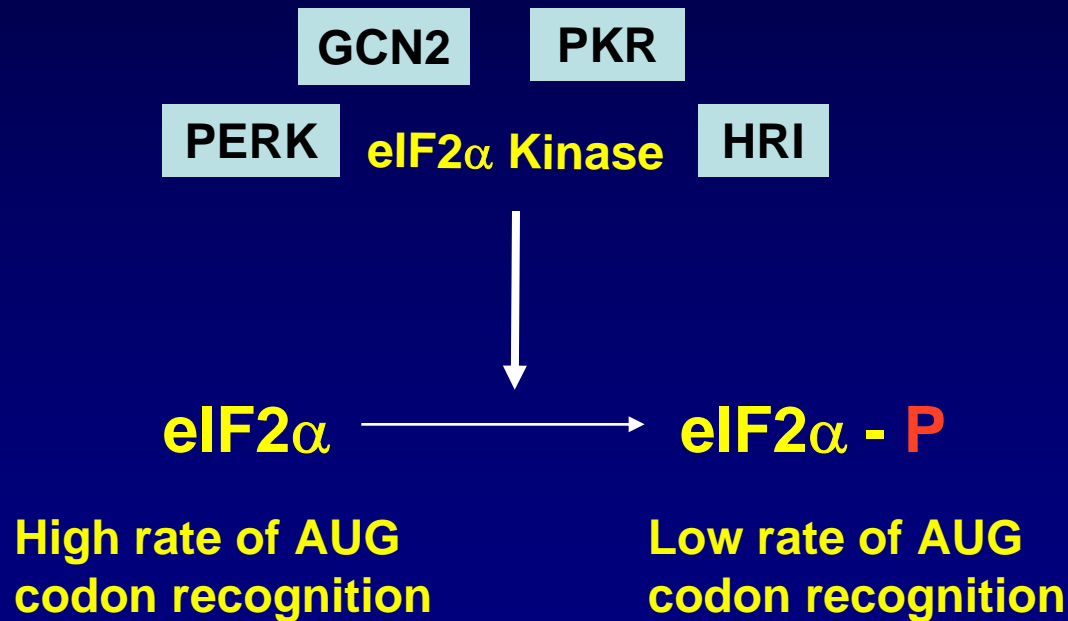 GCN2 PKR
PERK eIF2α Kinase HRI
eIF2α eIF2α - P
High rate of AUG
codon recognition
Low rate of AUG
codon recognition